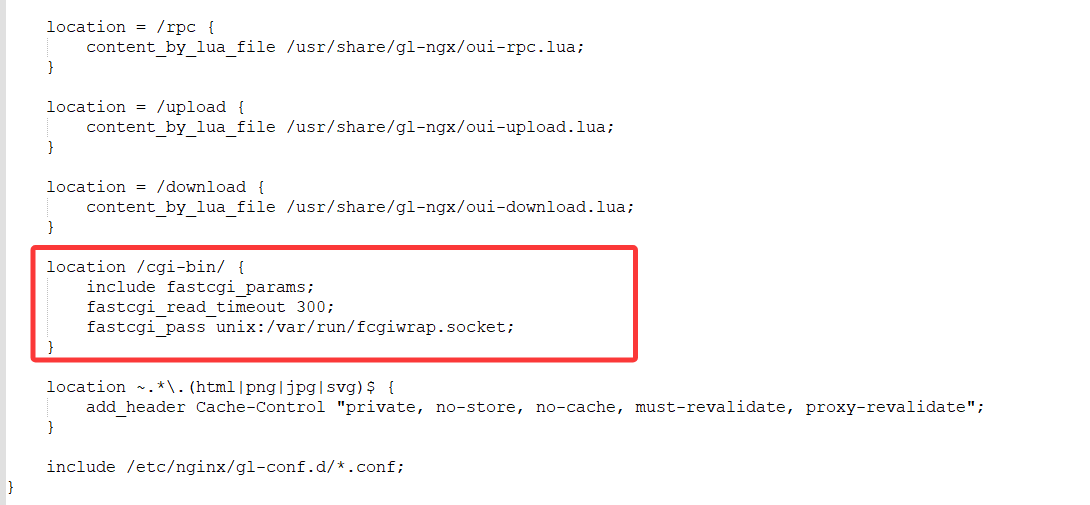 location = /rpc {
content_by_lua_file /usr/share/gl-ngx/oui-rpc.lua;
}
location = /upload {
content_by_lua_file /usr/share/gl-ngx/oui-upload.lua;
}
location = /download {
content_by_lua_file /usr/share/gl-ngx/oui-download.lua;
}
location /cgi-bin/ {
include fastcgi_params;
fastcgi_read_timeout 300;
fastcgi_pass unix:/var/run/fcgiwrap.socket;
}
location ~.*\.(html|png|jpg|svg)$ {
add_header Cache-Control "private, no-store, no-cache, must-revalidate, proxy-revalidate";
}
include /etc/nginx/gl-conf.d/*.conf;
}